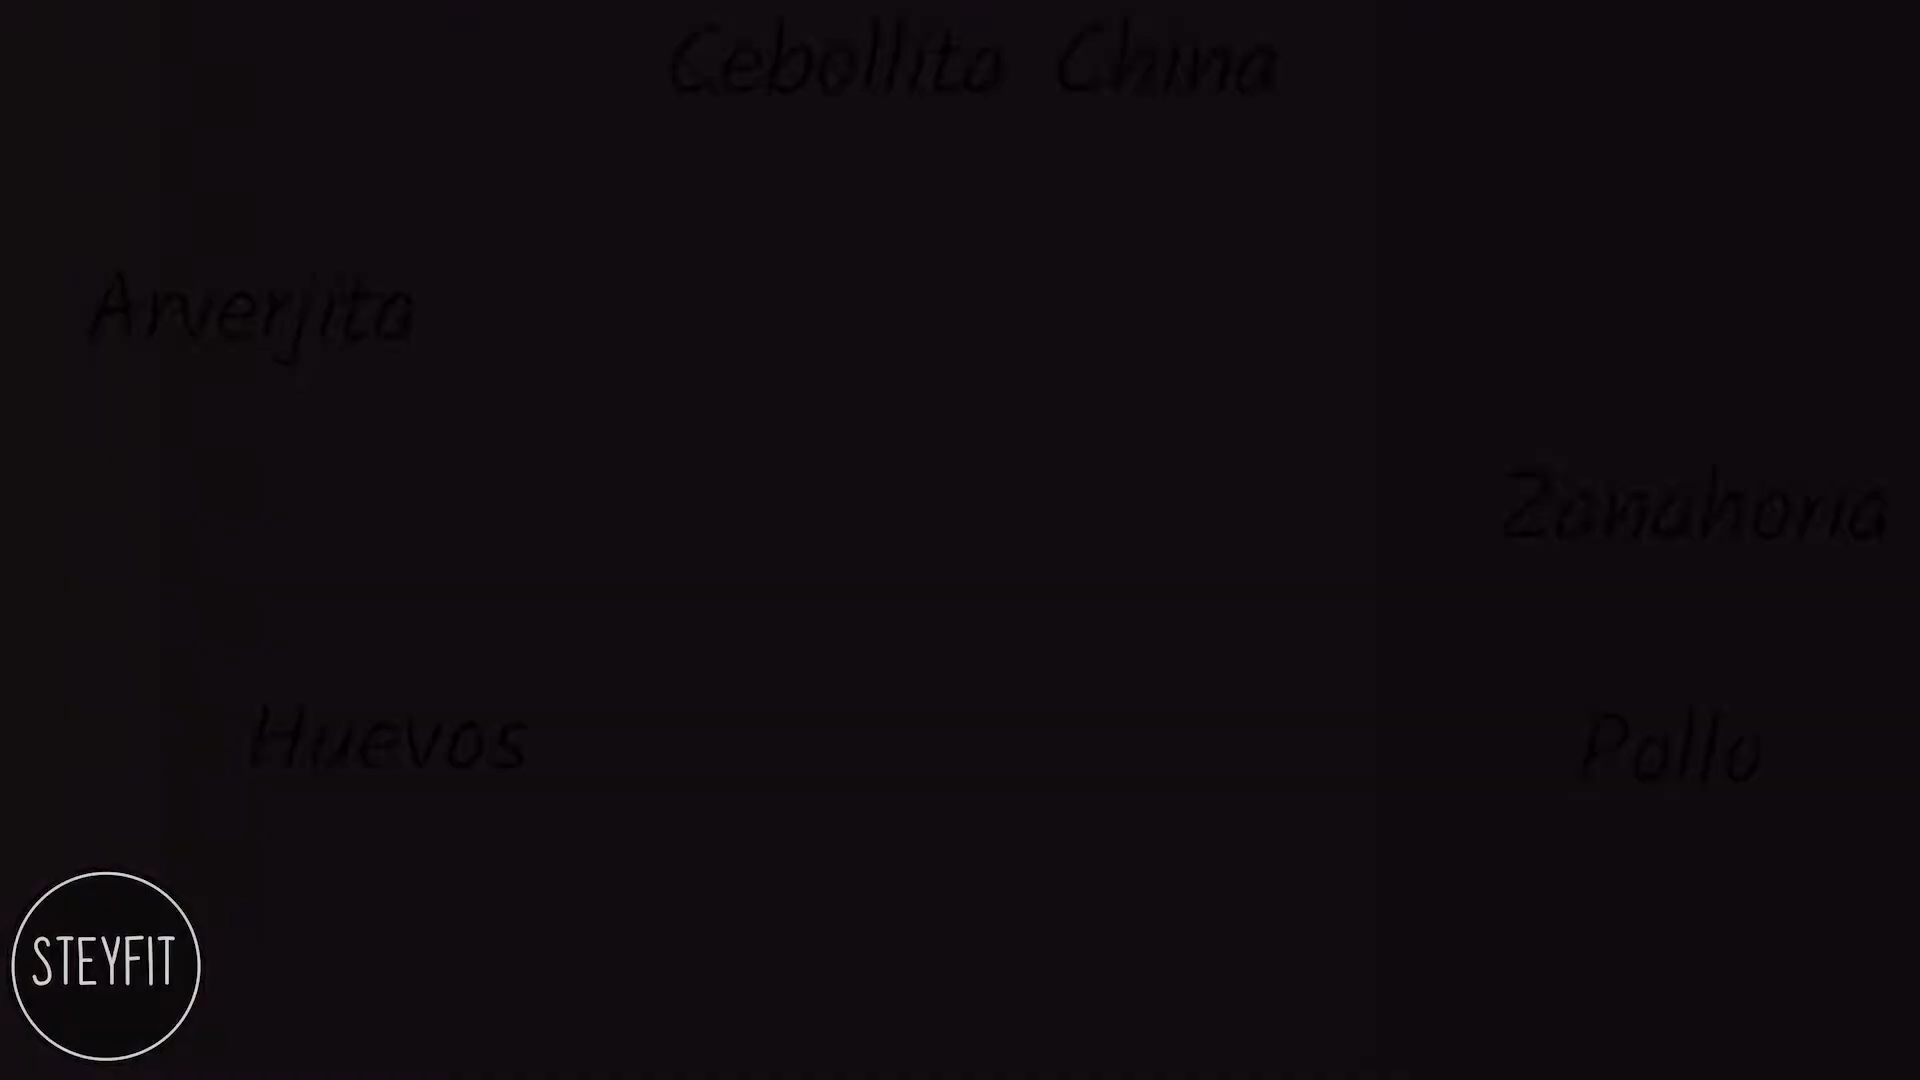 Cebollita China
Arverjita
Zanahoria
Huevos
Pollo
STEYFIT